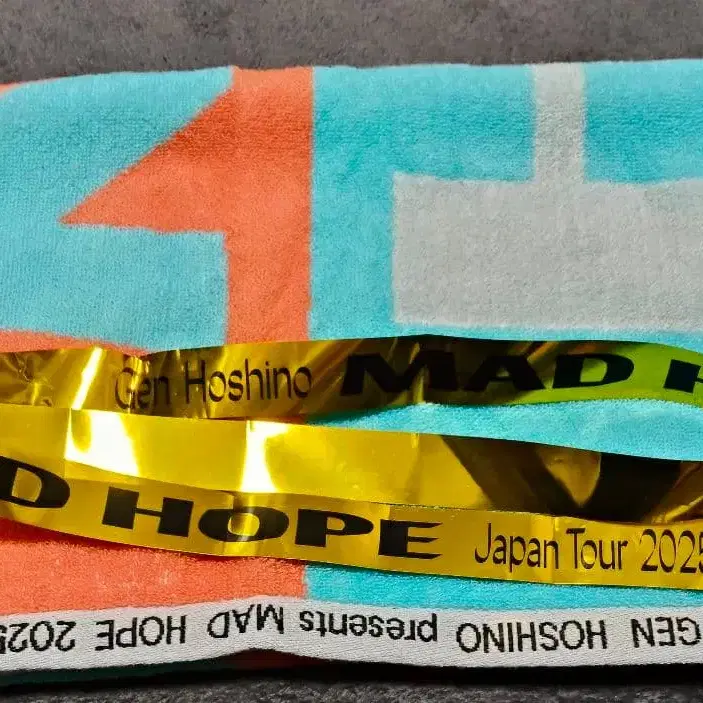 Gen Hoshino MAD H
D HOPE Japan Tour 2025
GEN HOSHINO presents MAD HOPE 2025